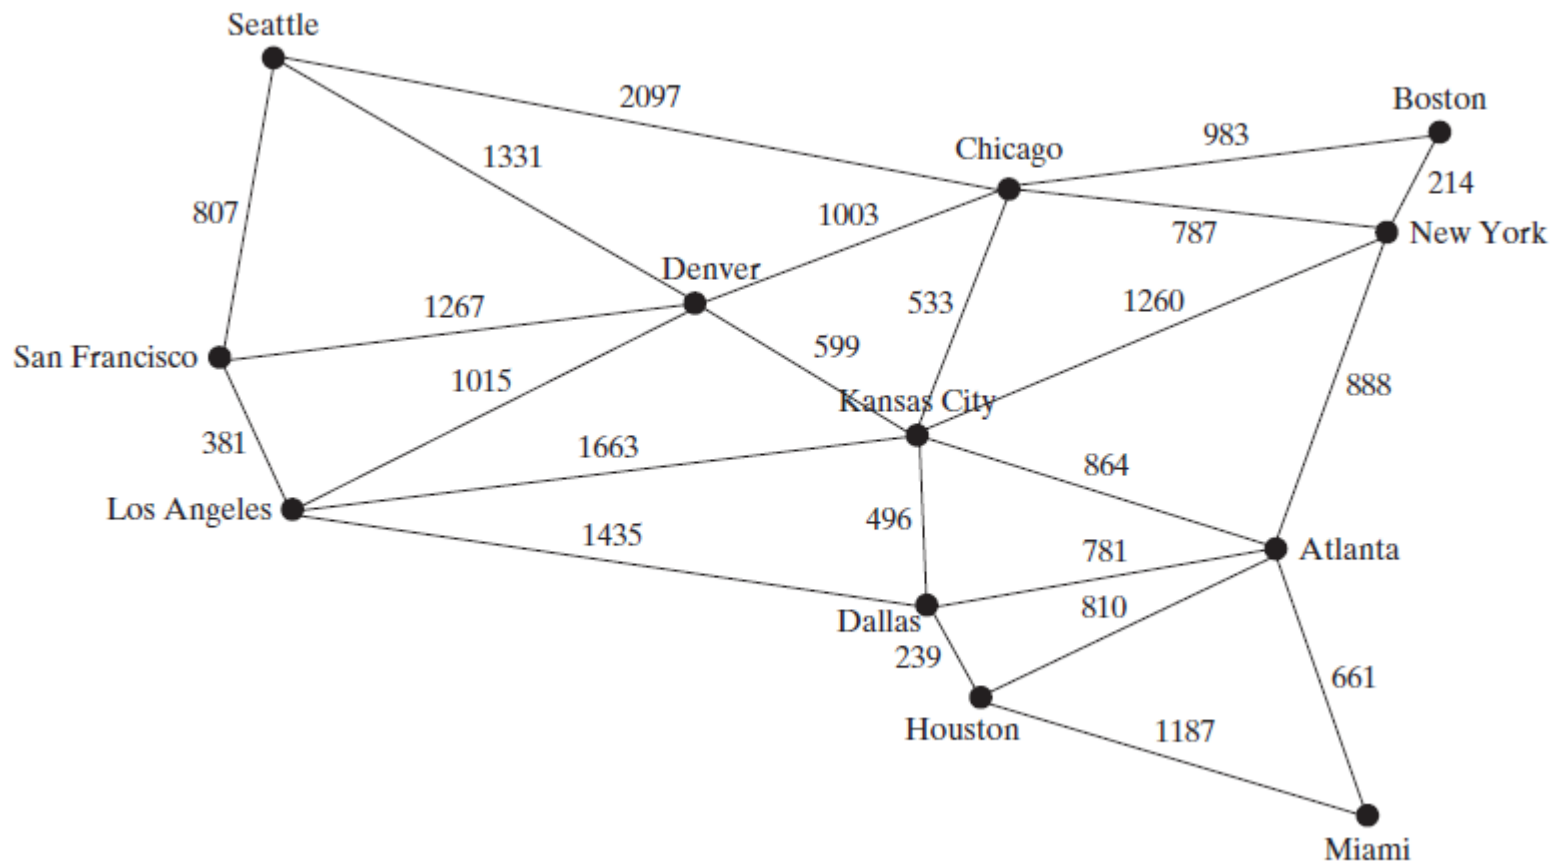 Seattle
2097
Boston
983
Chicago
1331
214
807
1003
787
New York
Denver
1267
533
1260
599
San Francisco
1015
888
Kansas City
381
1663
864
Los Angeles
496
1435
781
Atlanta
810
Dallas
239
661
Houston
1187
Miami